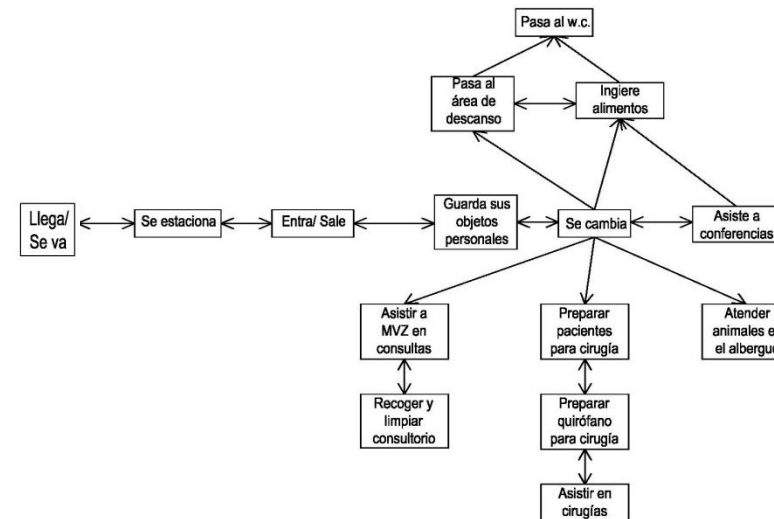 Pasa al w.c.
Pasa al
área de
descanso
Ingiere
alimentos
Llega/
Se va
Se estaciona
Entra/ Sale
Guarda sus
objetos
personales
Se cambia
Asiste a
conferencias
Asistir a
MVZ en
consultas
Preparar
pacientes
para cirugía
Atender
animales e
el albergu
Recoger y
limpiar
consultorio
Preparar
quirófano
para cirugía
Asistir en
cirugías